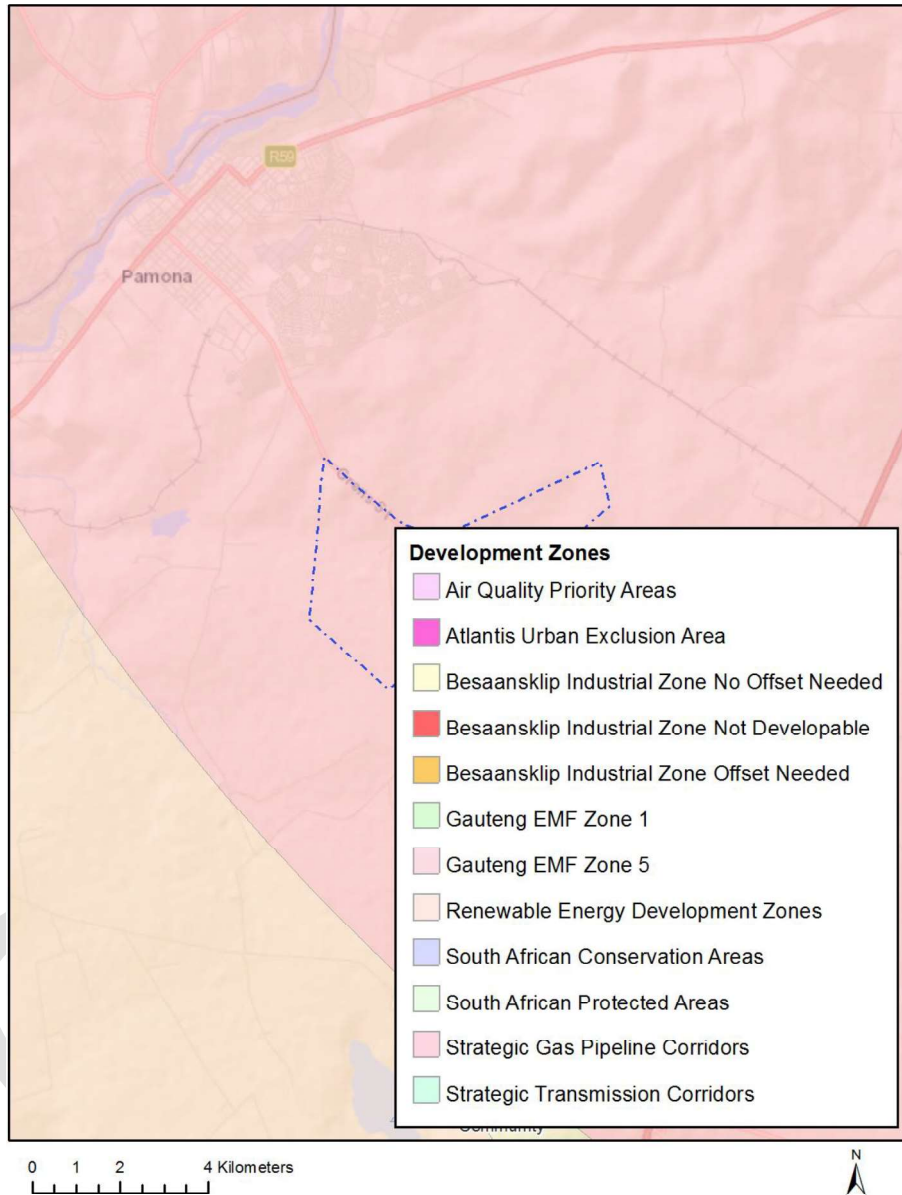 R59
Pamona
Development Zones
Air Quality Priority Areas
Atlantis Urban Exclusion Area
Besaansklip Industrial Zone No Offset Needed
Besaansklip Industrial Zone Not Developable
Besaansklip Industrial Zone Offset Needed
Gauteng EMF Zone 1
Gauteng EMF Zone 5
Renewable Energy Development Zones
South African Conservation Areas
South African Protected Areas
Strategic Gas Pipeline Corridors
Strategic Transmission Corridors
Community
0 1 2 4 Kilometers
N